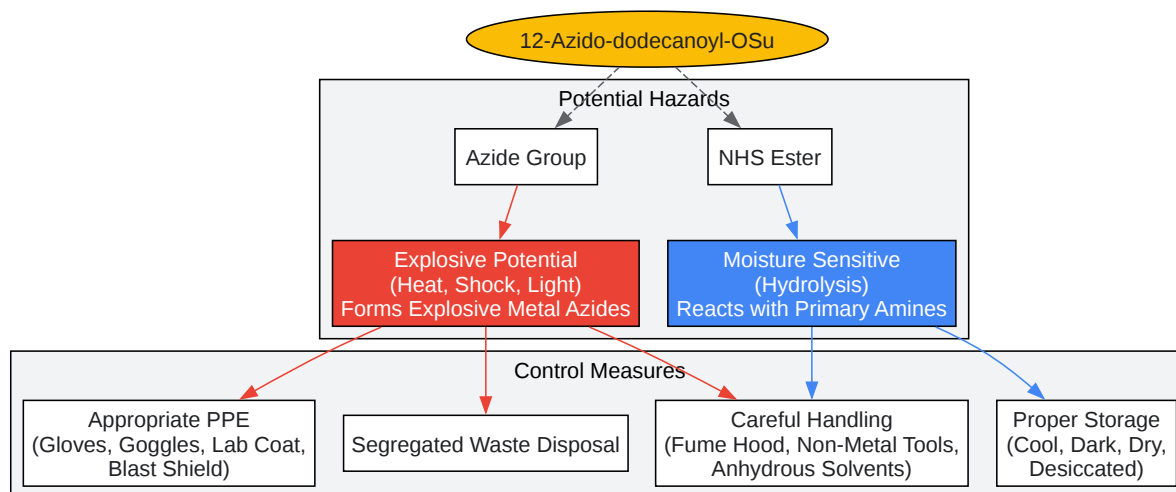 12-Azido-dodecanoyl-OSu
Potential Hazards
Azide Group
NHS Ester
Explosive Potential
(Heat, Shock, Light)
Forms Explosive Metal Azides
Moisture Sensitive
(Hydrolysis)
Reacts with Primary Amines
Control Measures
Appropriate PPE
(Gloves, Goggles, Lab Coat,
Blast Shield)
Segregated Waste Disposal
Careful Handling
(Fume Hood, Non-Metal Tools,
Anhydrous Solvents)
Proper Storage
(Cool, Dark, Dry,
Desiccated)